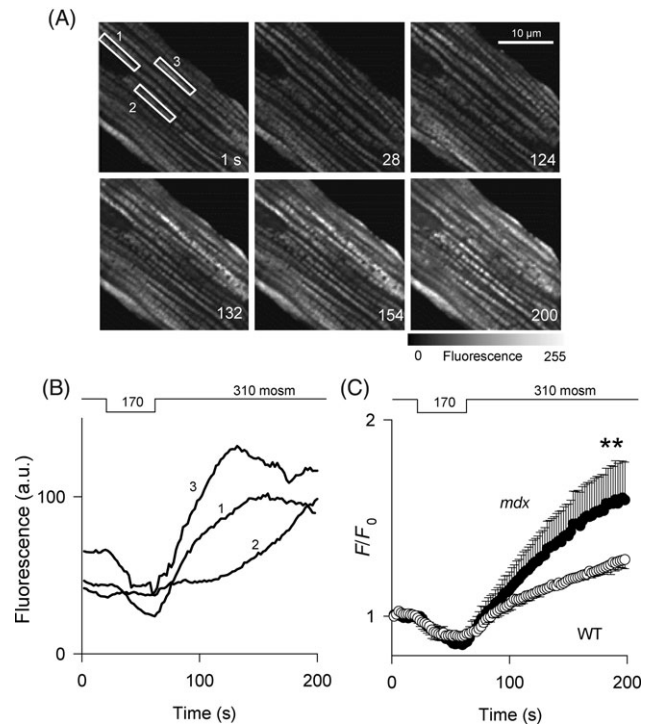 (A)
1
3
2
1 s
28
10 µm
124
132
154
200
0 Fluorescence 255
(B)
170
310 mosm
Fluorescence (a.u.)
100
0
3
1
2
0
100
200
Time (s)
(C)
170
310 mosm
F/F0
2
1
**
mdx
WT
0
100
200
Time (s)